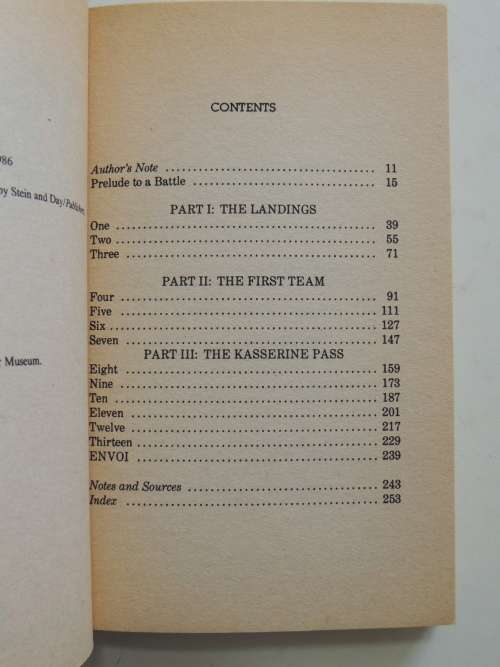 986
by Stein and Day/Publishers
Museum.
CONTENTS
Author's Note 11
Prelude to a Battle 15
PART I: THE LANDINGS
One 39
Two 55
Three 71
PART II: THE FIRST TEAM
Four 91
Five 111
Six 127
Seven 147
PART III: THE KASSERINE PASS
Eight 159
Nine 173
Ten 187
Eleven 201
Twelve 217
Thirteen 229
ENVOI 239
Notes and Sources 243
Index 253